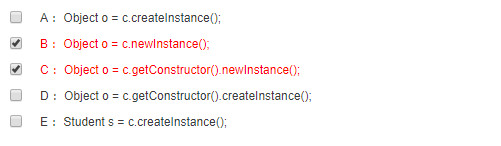 A： Object o = c.createInstance();
B： Object o = c.newInstance();
C： Object o = c.getConstructor().newInstance();
D： Object o = c.getConstructor().createInstance();
E： Student s = c.createInstance();